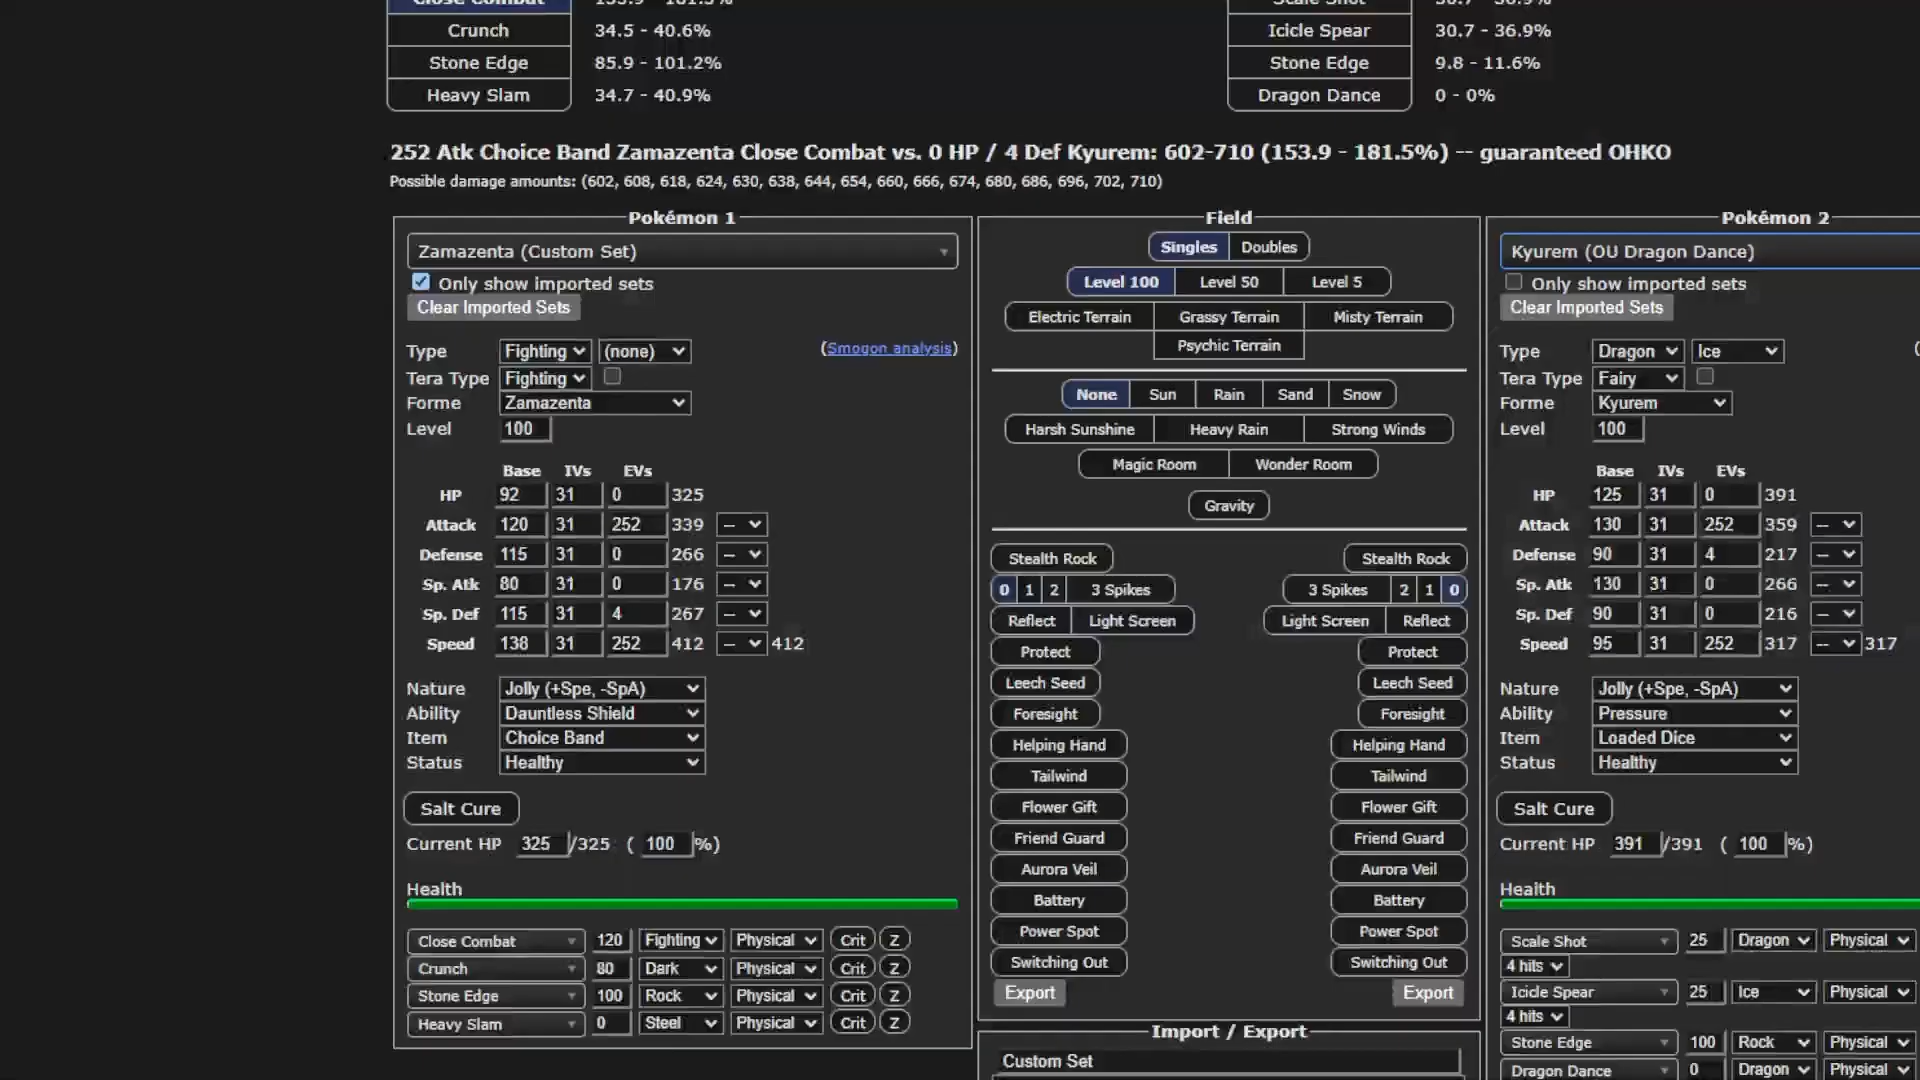 Close Combat 153.9 - 181.5%
Crunch 34.5 - 40.6%
Stone Edge 85.9 - 101.2%
Heavy Slam 34.7 - 40.9%
Scale Shot 30.7 - 36.9%
Icicle Spear 30.7 - 36.9%
Stone Edge 9.8 - 11.6%
Dragon Dance 0 - 0%
252 Atk Choice Band Zamazenta Close Combat vs. 0 HP / 4 Def Kyurem: 602-710 (153.9 - 181.5%) -- guaranteed OHKO
Possible damage amounts: (602, 608, 618, 624, 630, 638, 644, 654, 660, 666, 674, 680, 686, 696, 702, 710)
Pokémon 1
Zamazenta (Custom Set)
Only show imported sets
Clear Imported Sets
Type Fighting (none) (Smogon analysis)
Tera Type Fighting
Forme Zamazenta
Level 100
Base IVs EVs
HP 92 31 0 325
Attack 120 31 252 339 --
Defense 115 31 0 266 --
Sp. Atk 80 31 0 176 --
Sp. Def 115 31 4 267 --
Speed 138 31 252 412 -- 412
Nature Jolly (+Spe, -SpA)
Ability Dauntless Shield
Item Choice Band
Status Healthy
Salt Cure
Current HP 325 /325 ( 100 %)
Health
Close Combat 120 Fighting Physical Crit Z
Crunch 80 Dark Physical Crit Z
Stone Edge 100 Rock Physical Crit Z
Heavy Slam 0 Steel Physical Crit Z
Field
Singles Doubles
Level 100 Level 50 Level 5
Electric Terrain Grassy Terrain Misty Terrain
Psychic Terrain
None Sun Rain Sand Snow
Harsh Sunshine Heavy Rain Strong Winds
Magic Room Wonder Room
Gravity
Stealth Rock Stealth Rock
0 1 2 3 Spikes 3 Spikes 2 1 0
Reflect Light Screen Light Screen Reflect
Protect Protect
Leech Seed Leech Seed
Foresight Foresight
Helping Hand Helping Hand
Tailwind Tailwind
Flower Gift Flower Gift
Friend Guard Friend Guard
Aurora Veil Aurora Veil
Battery Battery
Power Spot Power Spot
Switching Out Switching Out
Export Export
Import / Export
Custom Set
Pokémon 2
Kyurem (OU Dragon Dance)
Only show imported sets
Clear Imported Sets
Type Dragon Ice (
Tera Type Fairy
Forme Kyurem
Level 100
Base IVs EVs
HP 125 31 0 391
Attack 130 31 252 359 --
Defense 90 31 4 217 --
Sp. Atk 130 31 0 266 --
Sp. Def 90 31 0 216 --
Speed 95 31 252 317 -- 317
Nature Jolly (+Spe, -SpA)
Ability Pressure
Item Loaded Dice
Status Healthy
Salt Cure
Current HP 391 /391 ( 100 %)
Health
Scale Shot 25 Dragon Physical
4 hits
Icicle Spear 25 Ice Physical
4 hits
Stone Edge 100 Rock Physical
Dragon Dance 0 Dragon Physical